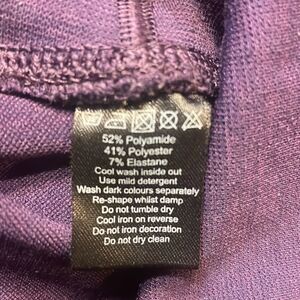 52% Polyamide
41% Polyester
7% Elastane
Cool wash inside out
Use mild detergent
Wash dark colours separately
Re-shape whilst damp
Do not tumble dry
Cool iron on reverse
Do not iron decoration
Do not dry clean